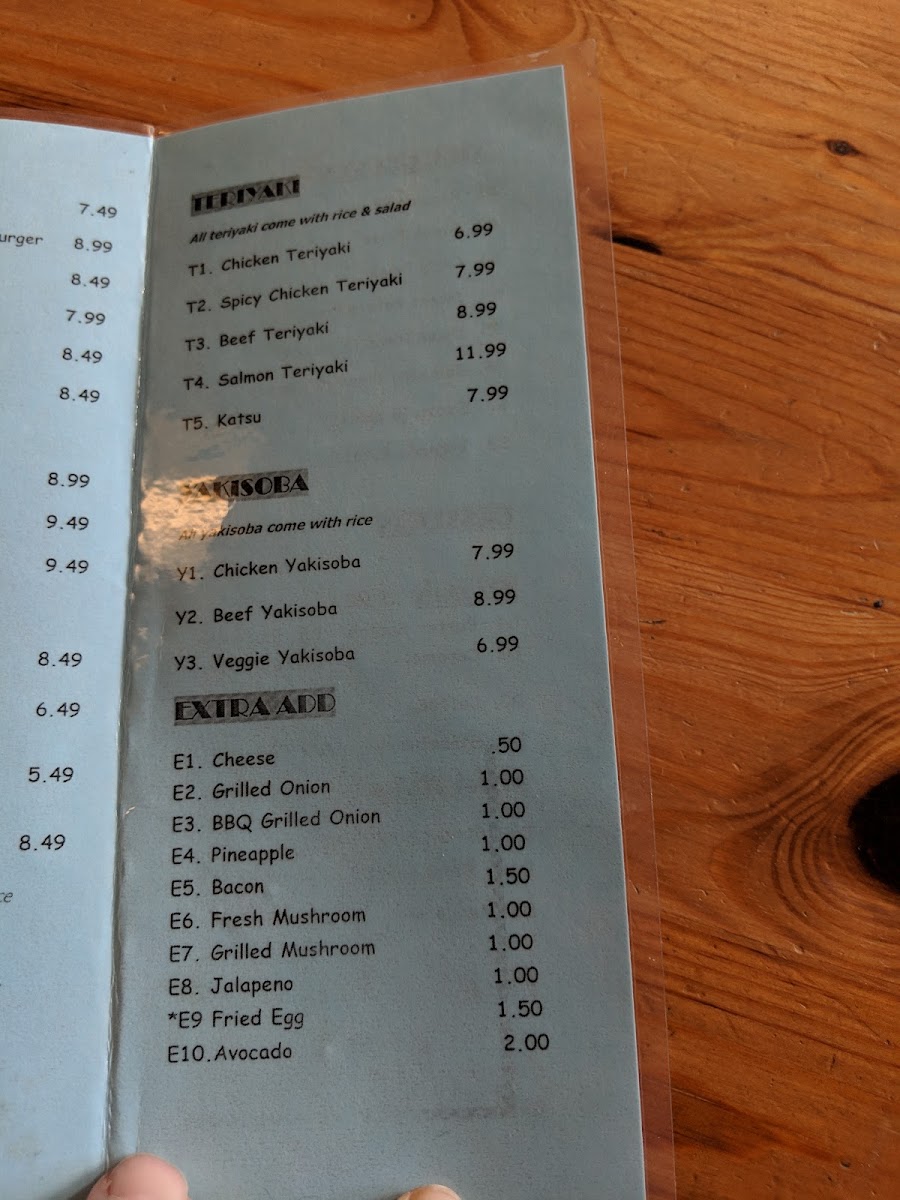 7.49
urger 8.99
8.49
7.99
8.49
8.49
8.99
9.49
9.49
8.49
6.49
5.49
8.49
ce
TERIYAKI
All teriyaki come with rice & salad
T1. Chicken Teriyaki 6.99
T2. Spicy Chicken Teriyaki 7.99
T3. Beef Teriyaki 8.99
T4. Salmon Teriyaki 11.99
T5. Katsu 7.99
YAKISOBA
All yakisoba come with rice
Y1. Chicken Yakisoba 7.99
Y2. Beef Yakisoba 8.99
Y3. Veggie Yakisoba 6.99
EXTRA ADD
E1. Cheese .50
E2. Grilled Onion 1.00
E3. BBQ Grilled Onion 1.00
E4. Pineapple 1.00
E5. Bacon 1.50
E6. Fresh Mushroom 1.00
E7. Grilled Mushroom 1.00
E8. Jalapeno 1.00
*E9 Fried Egg 1.50
E10.Avocado 2.00